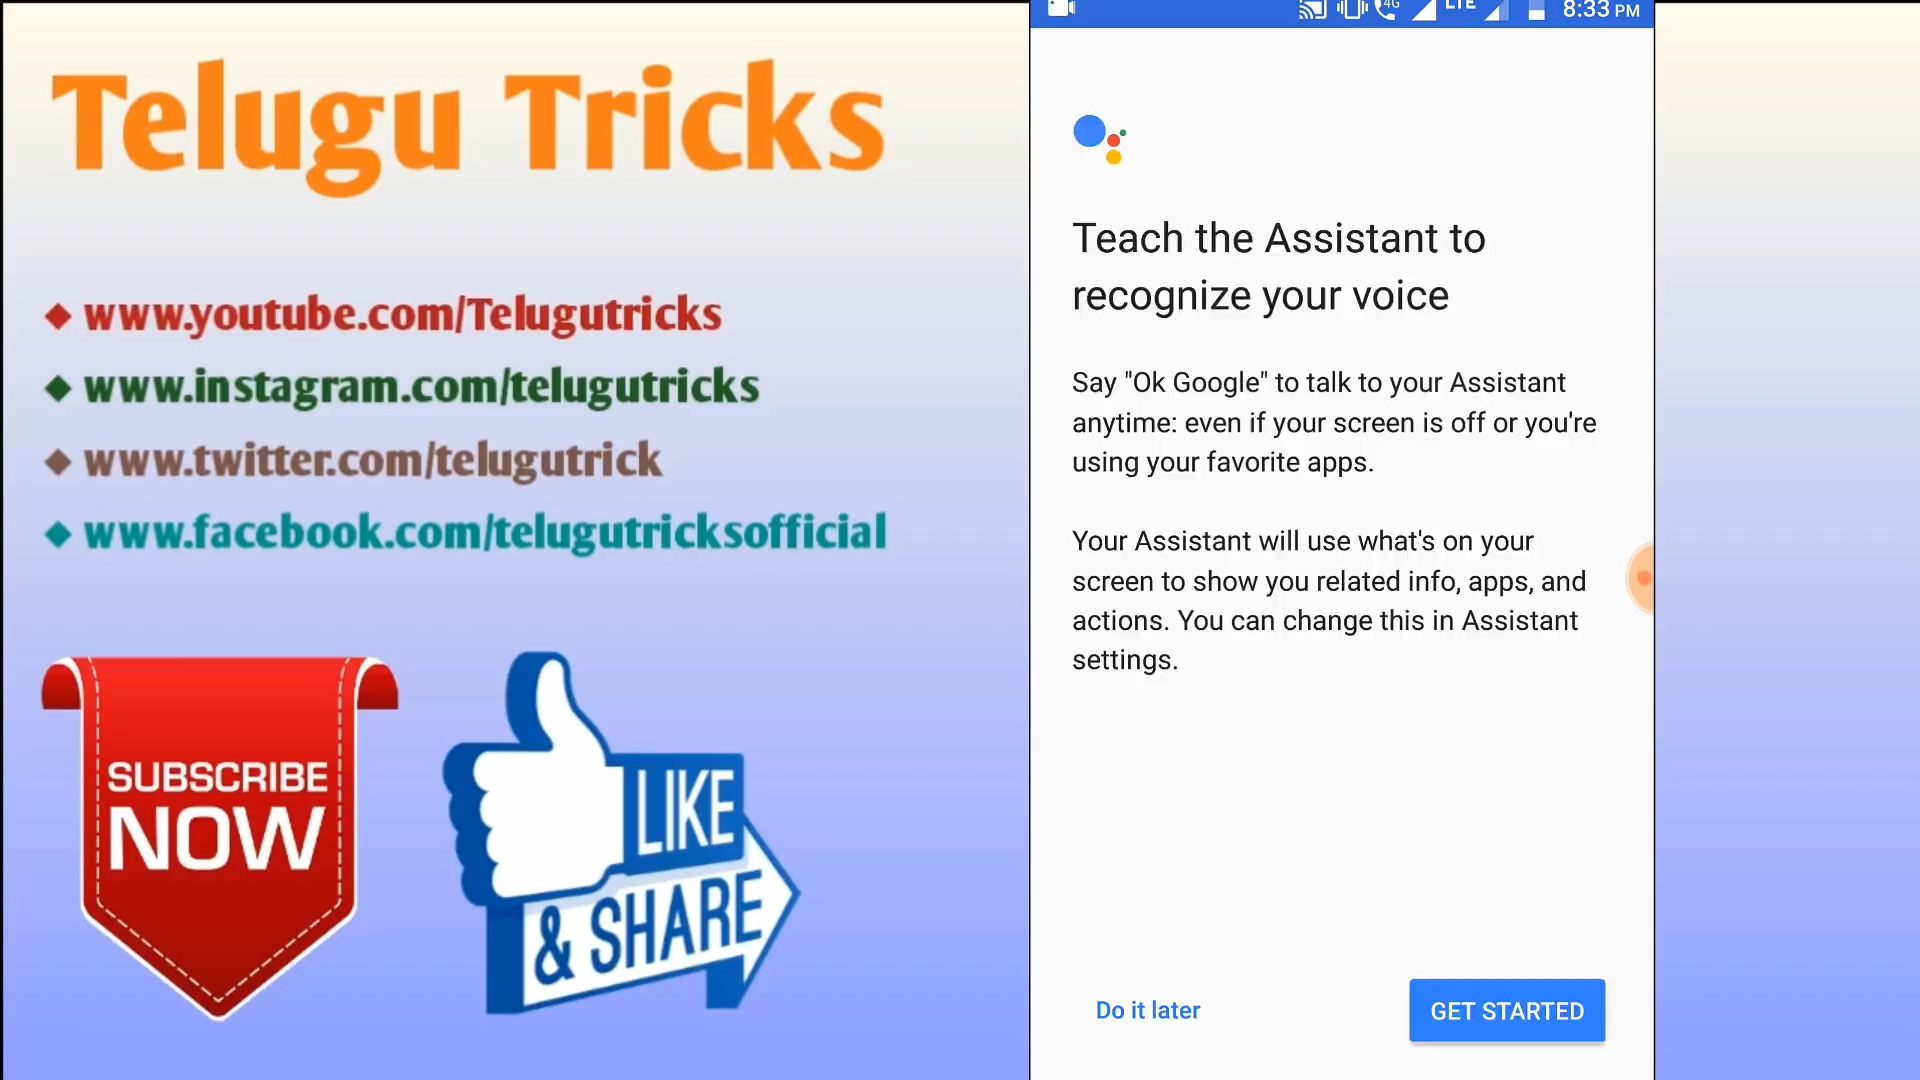 Telugu Tricks
www.youtube.com/Telugutricks
www.instagram.com/telugutricks
www.twitter.com/telugutrick
www.facebook.com/telugutricksofficial
SUBSCRIBE
NOW
LIKE
& SHARE
4G LTE 8:33 PM
Teach the Assistant to
recognize your voice
Say "Ok Google" to talk to your Assistant
anytime: even if your screen is off or you're
using your favorite apps.
Your Assistant will use what's on your
screen to show you related info, apps, and
actions. You can change this in Assistant
settings.
Do it later
GET STARTED